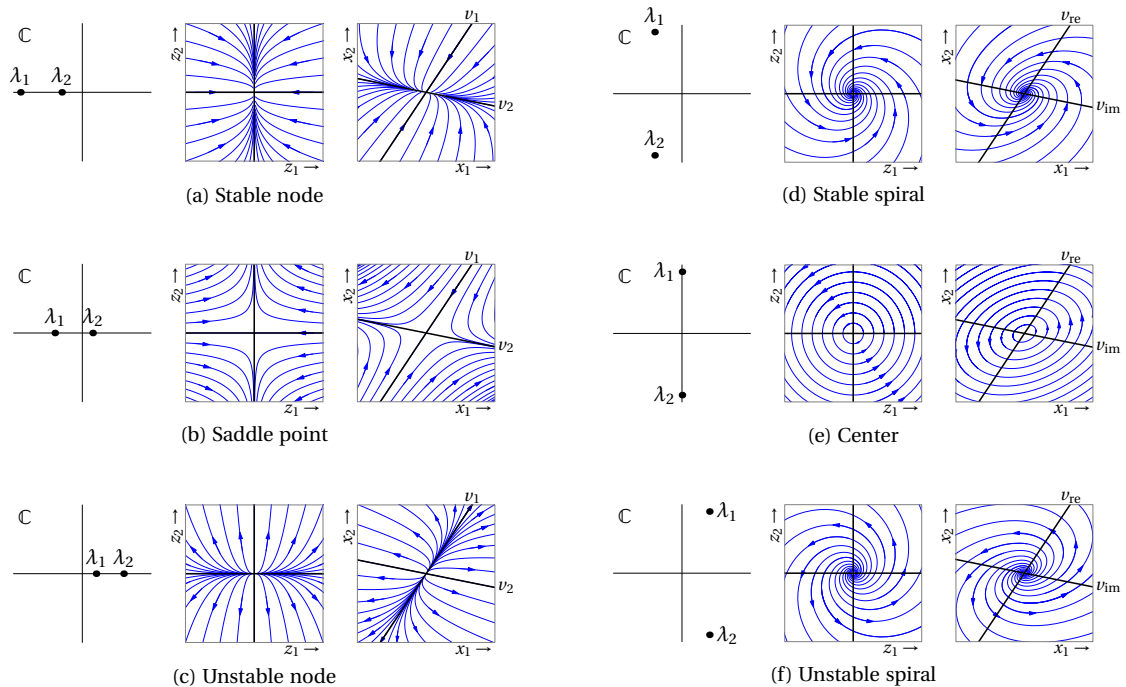 ℂ
λ1 λ2
z2 →
z1 →
x2 →
x1 →
v1
v2
(a) Stable node
ℂ
λ1 λ2
z2 →
z1 →
x2 →
x1 →
v1
v2
(b) Saddle point
ℂ
λ1 λ2
z2 →
z1 →
x2 →
x1 →
v1
v2
(c) Unstable node
ℂ
λ1
λ2
z2 →
z1 →
x2 →
x1 →
vre
vim
(d) Stable spiral
ℂ
λ1
λ2
z2 →
z1 →
x2 →
x1 →
vre
vim
(e) Center
ℂ
λ1
λ2
z2 →
z1 →
x2 →
x1 →
vre
vim
(f) Unstable spiral